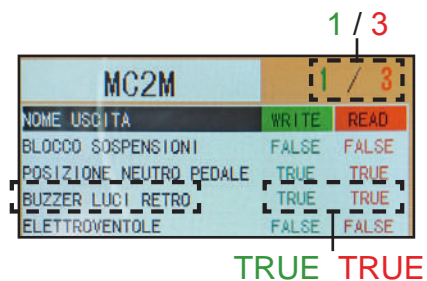 1 / 3
MC2M 1 / 3
NOME USCITA WRITE READ
BLOCCO SOSPENSIONI FALSE FALSE
POSIZIONE NEUTRO PEDALE TRUE TRUE
BUZZER LUCI RETRO TRUE TRUE
ELETTROVENTOLE FALSE FALSE
TRUE TRUE